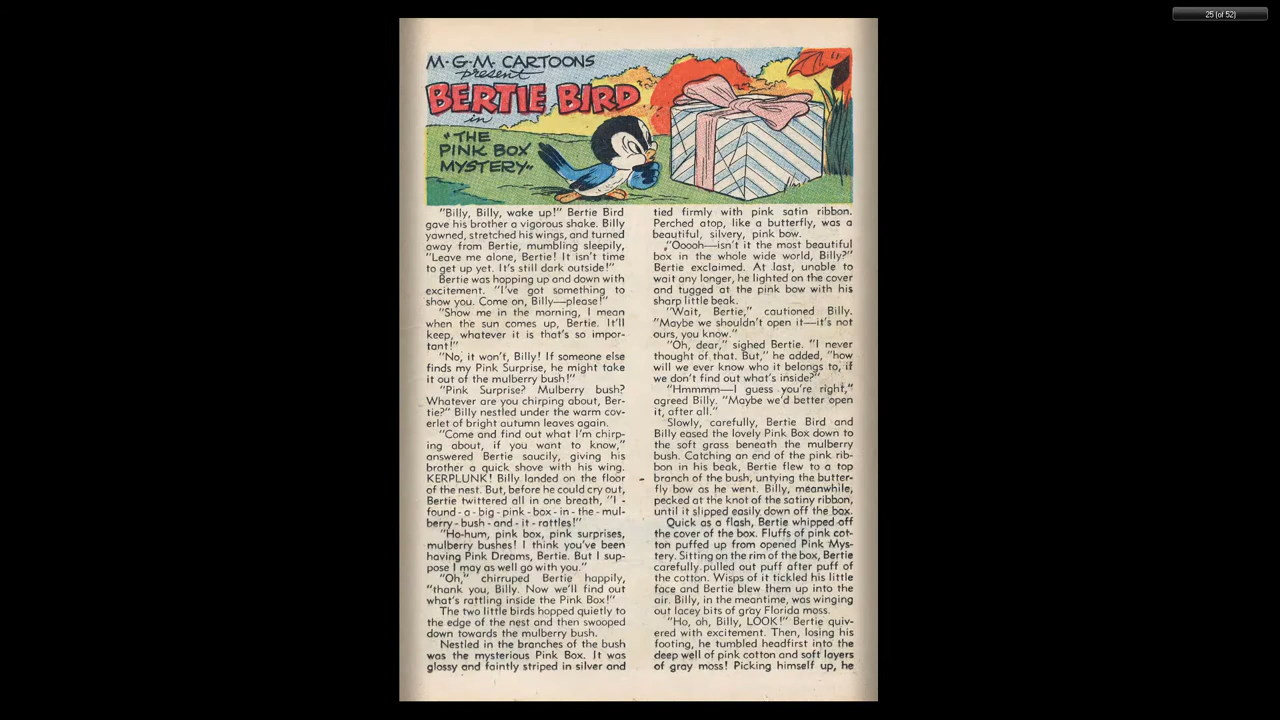 25 (of 52)
M·G·M· CARTOONS
present
BERTIE BIRD
in
"THE
PINK BOX
MYSTERY"
"Billy, Billy, wake up!" Bertie Bird
gave his brother a vigorous shake. Billy
yawned, stretched his wings, and turned
away from Bertie, mumbling sleepily,
"Leave me alone, Bertie! It isn't time
to get up yet. It's still dark outside!"
Bertie was hopping up and down with
excitement. "I've got something to
show you. Come on, Billy—please!"
"Show me in the morning, I mean
when the sun comes up, Bertie. It'll
keep, whatever it is that's so impor-
tant!"
"No, it won't, Billy! If someone else
finds my Pink Surprise, he might take
it out of the mulberry bush!"
"Pink Surprise? Mulberry bush?
Whatever are you chirping about, Ber-
tie?" Billy nestled under the warm cov-
erlet of bright autumn leaves again.
"Come and find out what I'm chirp-
ing about, if you want to know,"
answered Bertie saucily, giving his
brother a quick shove with his wing.
KERPLUNK! Billy landed on the floor
of the nest. But, before he could cry out,
Bertie twittered all in one breath, "I -
found - a - big - pink - box - in - the - mul-
berry - bush - and - it - rattles!"
"Ho-hum, pink box, pink surprises,
mulberry bushes! I think you've been
having Pink Dreams, Bertie. But I sup-
pose I may as well go with you."
"Oh," chirruped Bertie happily,
"thank you, Billy. Now we'll find out
what's rattling inside the Pink Box!"
The two little birds hopped quietly to
the edge of the nest and then swooped
down towards the mulberry bush.
Nestled in the branches of the bush
was the mysterious Pink Box. It was
glossy and faintly striped in silver and
tied firmly with pink satin ribbon.
Perched atop, like a butterfly, was a
beautiful, silvery, pink bow.
"Ooooh—isn't it the most beautiful
box in the whole wide world, Billy?"
Bertie exclaimed. At last, unable to
wait any longer, he lighted on the cover
and tugged at the pink bow with his
sharp little beak.
"Wait, Bertie," cautioned Billy.
"Maybe we shouldn't open it—it's not
ours, you know."
"Oh, dear," sighed Bertie. "I never
thought of that. But," he added, "how
will we ever know who it belongs to, if
we don't find out what's inside?"
"Hmmmm—I guess you're right,"
agreed Billy. "Maybe we'd better open
it, after all."
Slowly, carefully, Bertie Bird and
Billy eased the lovely Pink Box down to
the soft grass beneath the mulberry
bush. Catching an end of the pink rib-
bon in his beak, Bertie flew to a top
branch of the bush, untying the butter-
fly bow as he went. Billy, meanwhile,
pecked at the knot of the satiny ribbon,
until it slipped easily down off the box.
Quick as a flash, Bertie whipped off
the cover of the box. Fluffs of pink cot-
ton puffed up from opened Pink Mys-
tery. Sitting on the rim of the box, Bertie
carefully pulled out puff after puff of
the cotton. Wisps of it tickled his little
face and Bertie blew them up into the
air. Billy, in the meantime, was winging
out lacey bits of gray Florida moss.
"Ho, oh, Billy, LOOK!" Bertie quiv-
ered with excitement. Then, losing his
footing, he tumbled headfirst into the
deep well of pink cotton and soft layers
of gray moss! Picking himself up, he